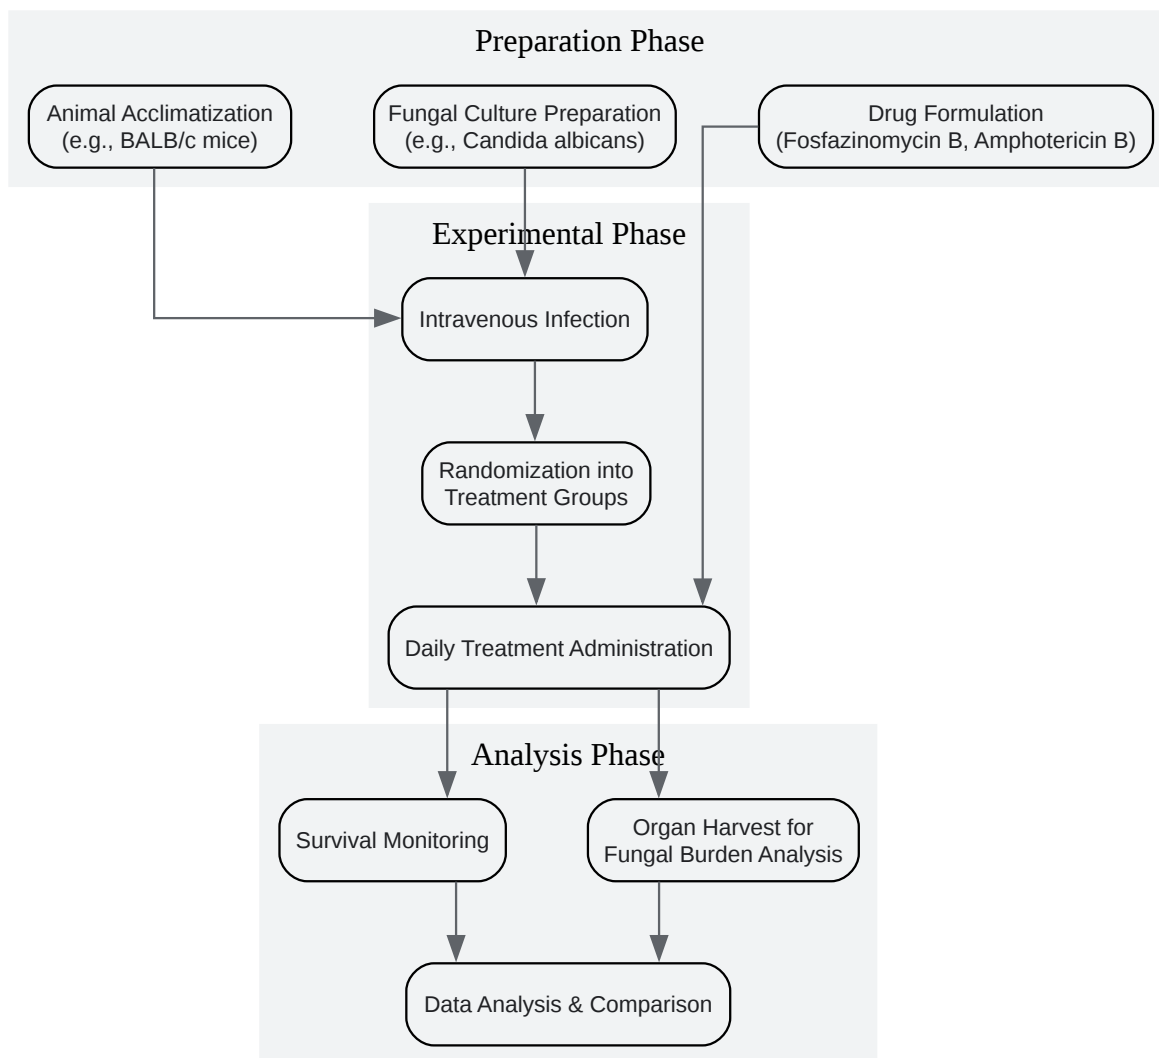 Preparation Phase
Animal Acclimatization
(e.g., BALB/c mice)
Fungal Culture Preparation
(e.g., Candida albicans)
Drug Formulation
(Fosfazinomycin B, Amphotericin B)
Experimental Phase
Intravenous Infection
Randomization into
Treatment Groups
Daily Treatment Administration
Analysis Phase
Survival Monitoring
Organ Harvest for
Fungal Burden Analysis
Data Analysis & Comparison